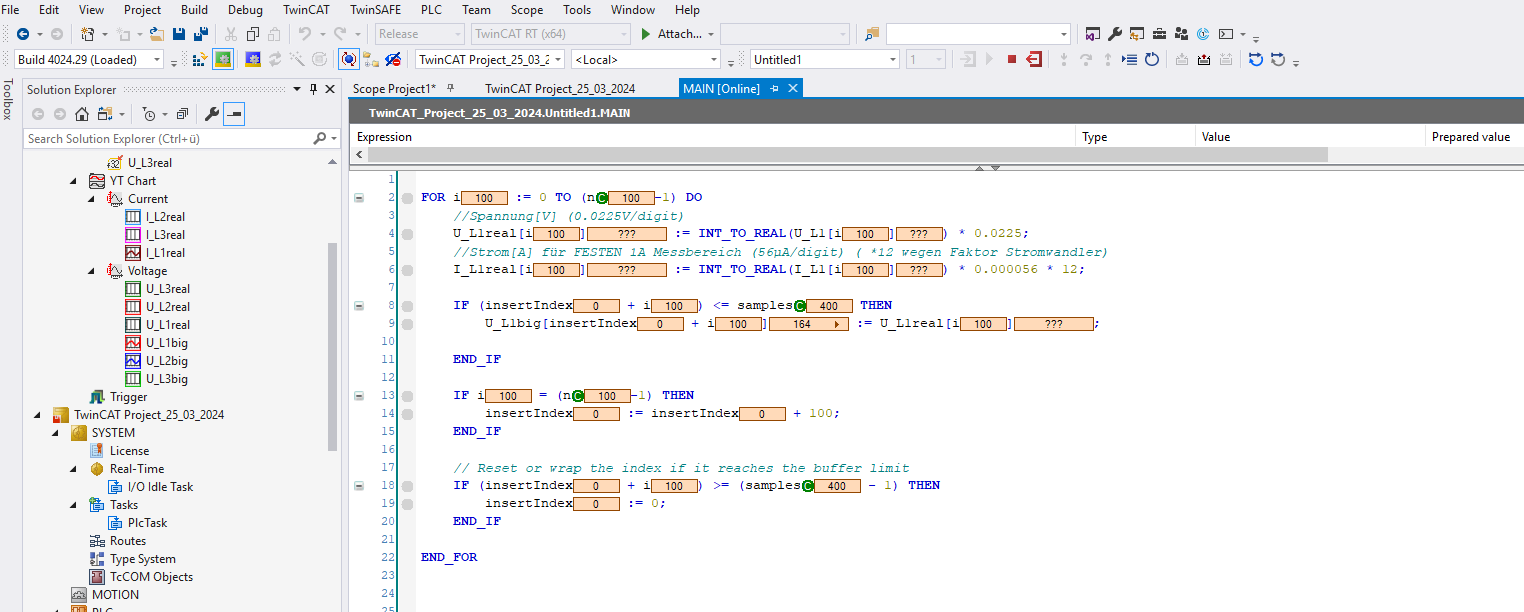 File Edit View Project Build Debug TwinCAT TwinSAFE PLC Team Scope Tools Window Help
Release TwinCAT RT (x64) Attach...
Build 4024.29 (Loaded) TwinCAT Project_25_03_2 <Local> Untitled1 1
Toolbox
Solution Explorer
Search Solution Explorer (Ctrl+ü)
U_L3real
YT Chart
Current
I_L2real
I_L3real
I_L1real
Voltage
U_L3real
U_L2real
U_L1real
U_L1big
U_L2big
U_L3big
Trigger
TwinCAT Project_25_03_2024
SYSTEM
License
Real-Time
I/O Idle Task
Tasks
PlcTask
Routes
Type System
TcCOM Objects
MOTION
PLC
Scope Project1* TwinCAT Project_25_03_2024 MAIN [Online]
TwinCAT_Project_25_03_2024.Untitled1.MAIN
Expression Type Value Prepared value
1
2 FOR i 100 := 0 TO (n C 100 -1) DO
3 //Spannung[V] (0.0225V/digit)
4 U_L1real[i 100 ] ??? := INT_TO_REAL(U_L1[i 100 ] ??? ) * 0.0225;
5 //Strom[A] für FESTEN 1A Messbereich (56µA/digit) ( *12 wegen Faktor Stromwandler)
6 I_L1real[i 100 ] ??? := INT_TO_REAL(I_L1[i 100 ] ??? ) * 0.000056 * 12;
7
8 IF (insertIndex 0 + i 100 ) <= samples C 400 THEN
9 U_L1big[insertIndex 0 + i 100 ] 164 := U_L1real[i 100 ] ??? ;
10
11 END_IF
12
13 IF i 100 = (n C 100 -1) THEN
14 insertIndex 0 := insertIndex 0 + 100;
15 END_IF
16
17 // Reset or wrap the index if it reaches the buffer limit
18 IF (insertIndex 0 + i 100 ) >= (samples C 400 - 1) THEN
19 insertIndex 0 := 0;
20 END_IF
21
22 END_FOR
23
24
25